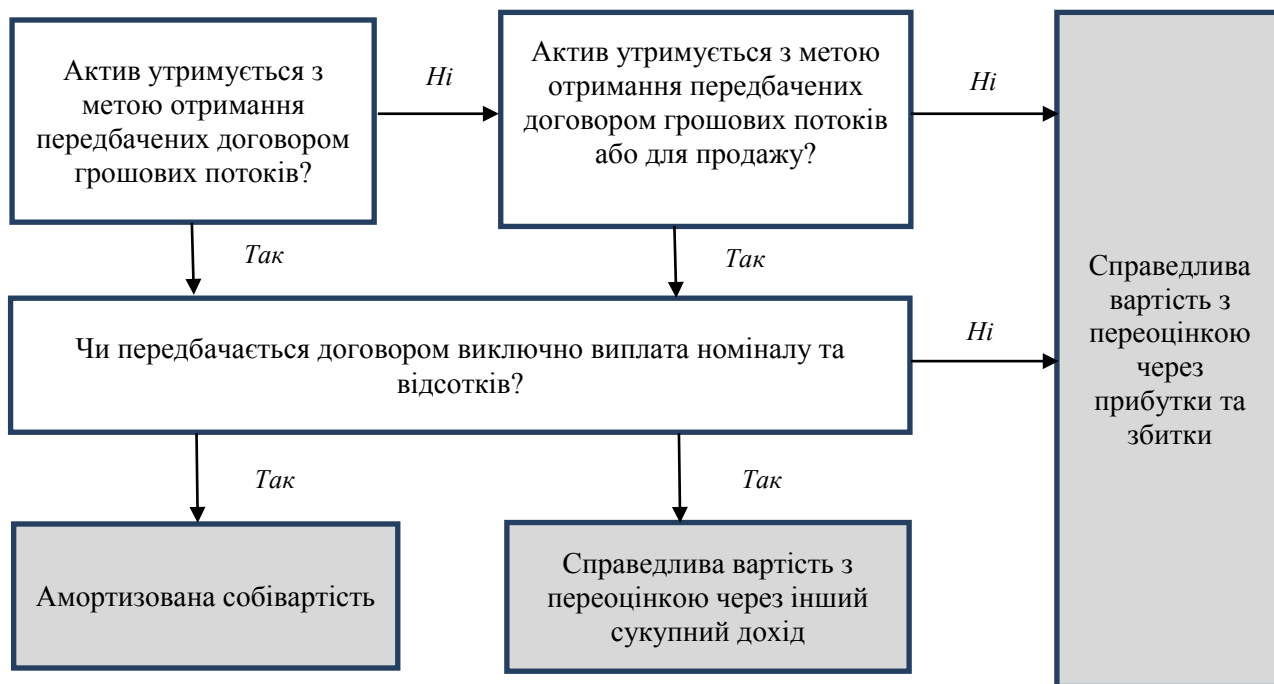 Актив утримується з
метою отримання
передбачених договором
грошових потоків?
Ні
Актив утримується з метою
отримання передбачених
договором грошових потоків
або для продажу?
Ні
Так
Так
Чи передбачається договором виключно виплата номіналу та
відсотків?
Ні
Справедлива
вартість з
переоцінкою
через
прибутки та
збитки
Так
Так
Амортизована собівартість
Справедлива вартість з
переоцінкою через інший
сукупний дохід